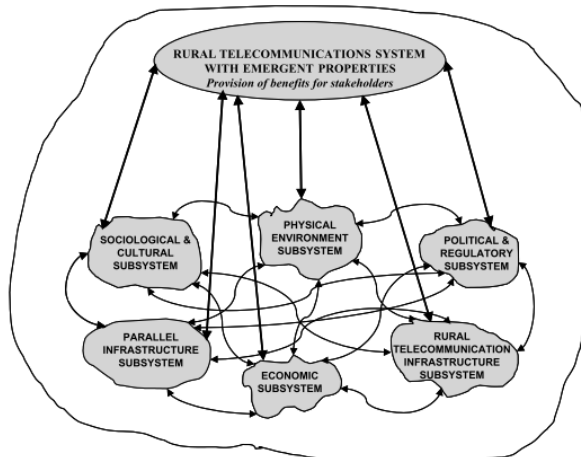 RURAL TELECOMMUNICATIONS SYSTEM
WITH EMERGENT PROPERTIES
Provision of benefits for stakeholders
PHYSICAL
ENVIRONMENT
SUBSYSTEM
SOCIOLOGICAL &
CULTURAL
SUBSYSTEM
POLITICAL &
REGULATORY
SUBSYSTEM
PARALLEL
INFRASTRUCTURE
SUBSYSTEM
ECONOMIC
SUBSYSTEM
RURAL
TELECOMMUNICATION
INFRASTRUCTURE
SUBSYSTEM